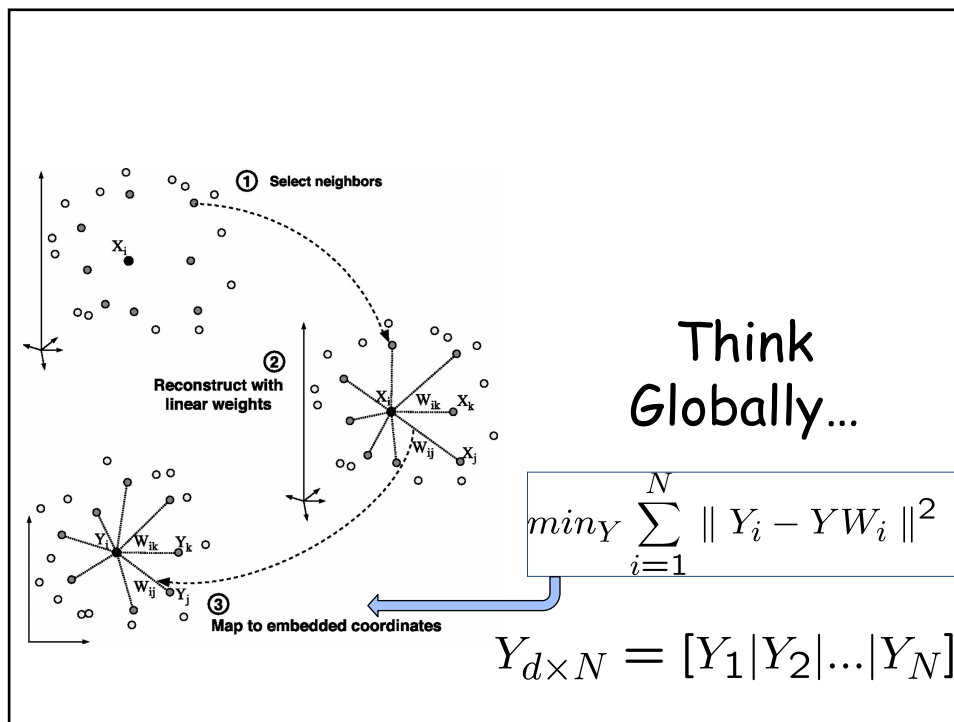 ① Select neighbors
X_i
② Reconstruct with
linear weights
X_i W_ik X_k
W_ij X_j
Y_i W_ik Y_k
W_ij Y_j
③ Map to embedded coordinates
Think
Globally...
min_Y ∑_{i=1}^{N} ‖ Y_i − Y W_i ‖^2
Y_{d×N} = [Y_1|Y_2|...|Y_N]